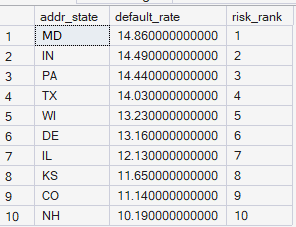 addr_state default_rate risk_rank
1 MD 14.860000000000 1
2 IN 14.490000000000 2
3 PA 14.440000000000 3
4 TX 14.030000000000 4
5 WI 13.230000000000 5
6 DE 13.160000000000 6
7 IL 12.130000000000 7
8 KS 11.650000000000 8
9 CO 11.140000000000 9
10 NH 10.190000000000 10